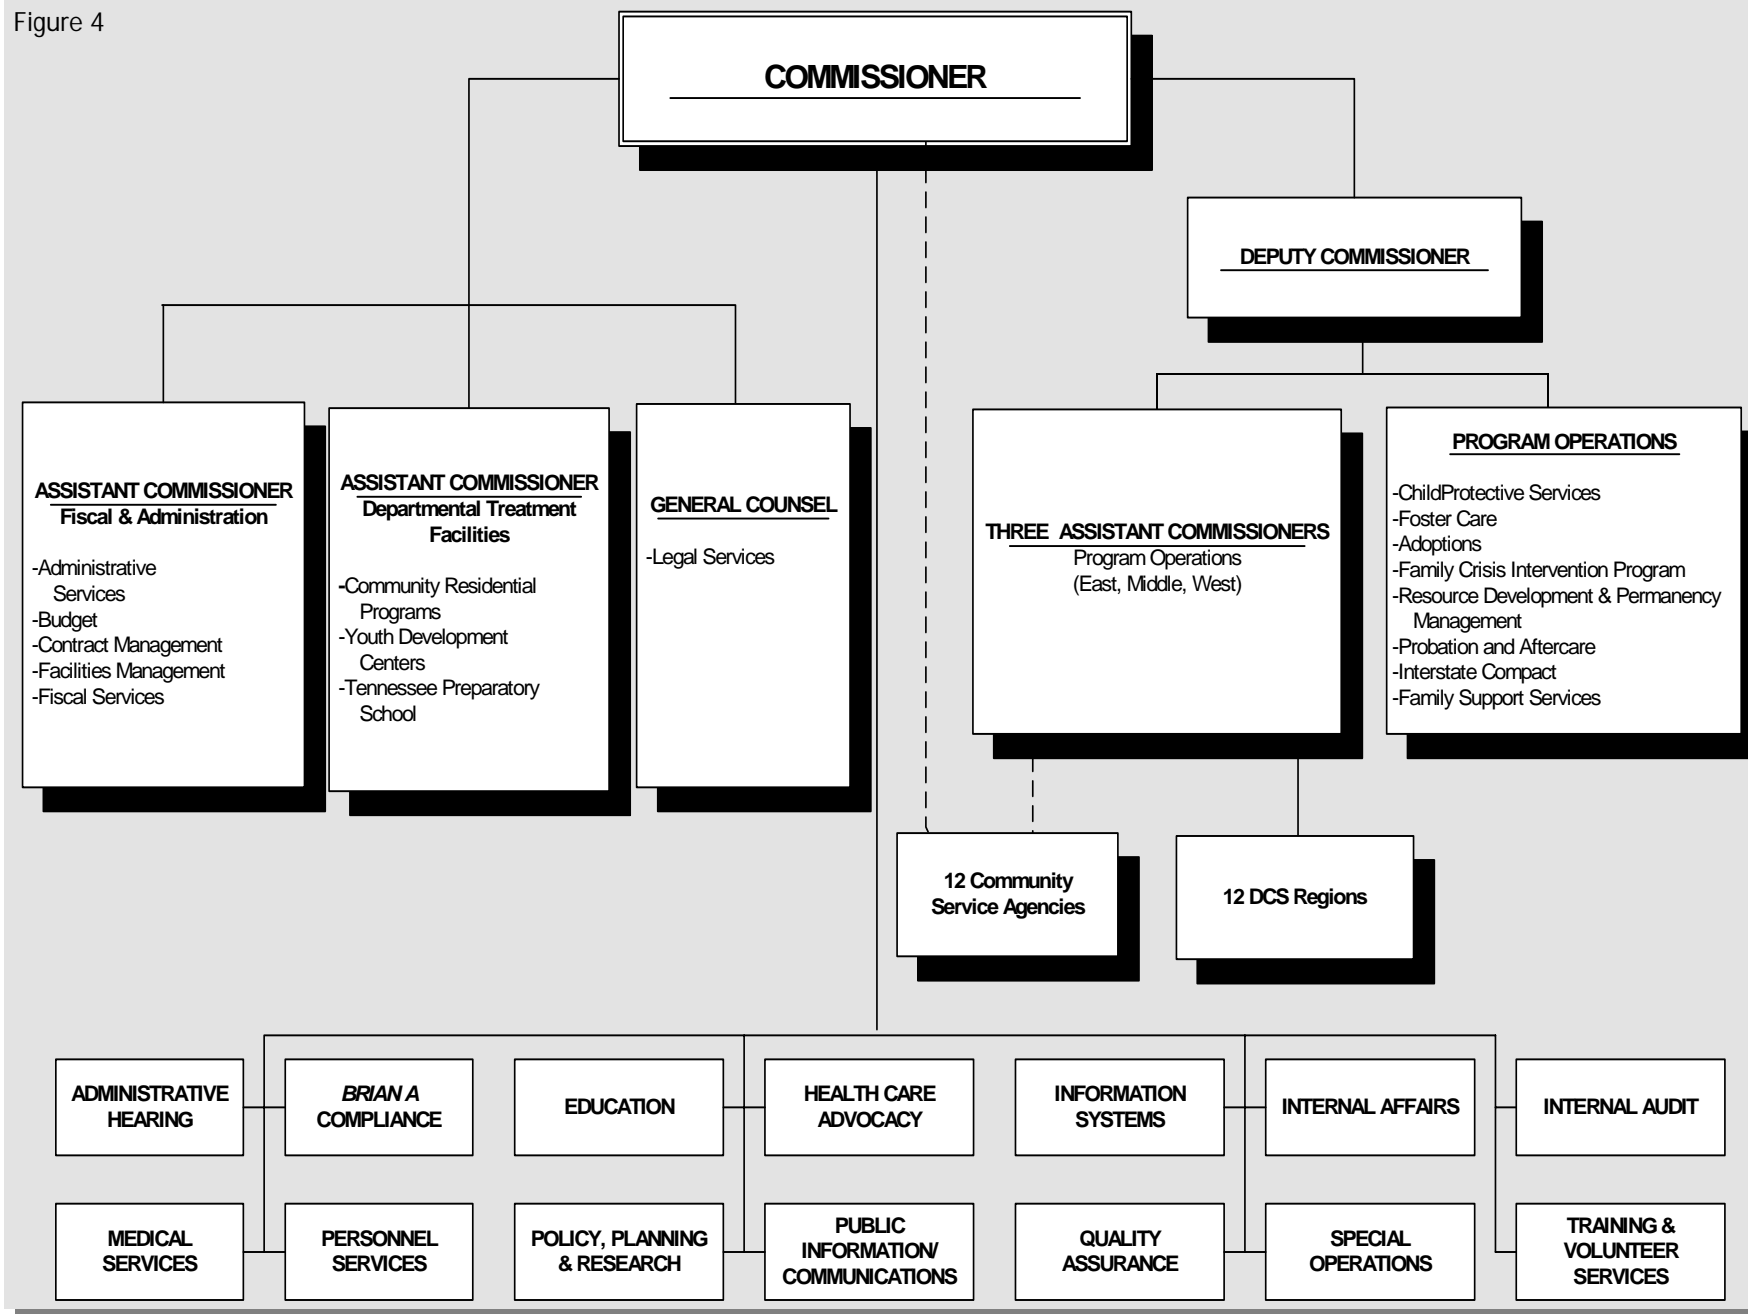 Figure 4
COMMISSIONER
DEPUTY COMMISSIONER
ASSISTANT COMMISSIONER
Fiscal & Administration
-Administrative
Services
-Budget
-Contract Management
-Facilities Management
-Fiscal Services
ASSISTANT COMMISSIONER
Departmental Treatment
Facilities
-Community Residential
Programs
-Youth Development
Centers
-Tennessee Preparatory
School
GENERAL COUNSEL
-Legal Services
THREE ASSISTANT COMMISSIONERS
Program Operations
(East, Middle, West)
PROGRAM OPERATIONS
-ChildProtective Services
-Foster Care
-Adoptions
-Family Crisis Intervention Program
-Resource Development & Permanency
Management
-Probation and Aftercare
-Interstate Compact
-Family Support Services
12 Community
Service Agencies
12 DCS Regions
ADMINISTRATIVE
HEARING
BRIAN A
COMPLIANCE
EDUCATION
HEALTH CARE
ADVOCACY
INFORMATION
SYSTEMS
INTERNAL AFFAIRS
INTERNAL AUDIT
MEDICAL
SERVICES
PERSONNEL
SERVICES
POLICY, PLANNING
& RESEARCH
PUBLIC
INFORMATION/
COMMUNICATIONS
QUALITY
ASSURANCE
SPECIAL
OPERATIONS
TRAINING &
VOLUNTEER
SERVICES